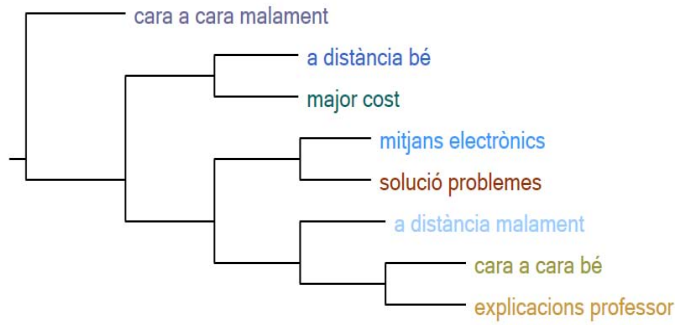 cara a cara malament
a distància bé
major cost
mitjans electrònics
solució problemes
a distància malament
cara a cara bé
explicacions professor